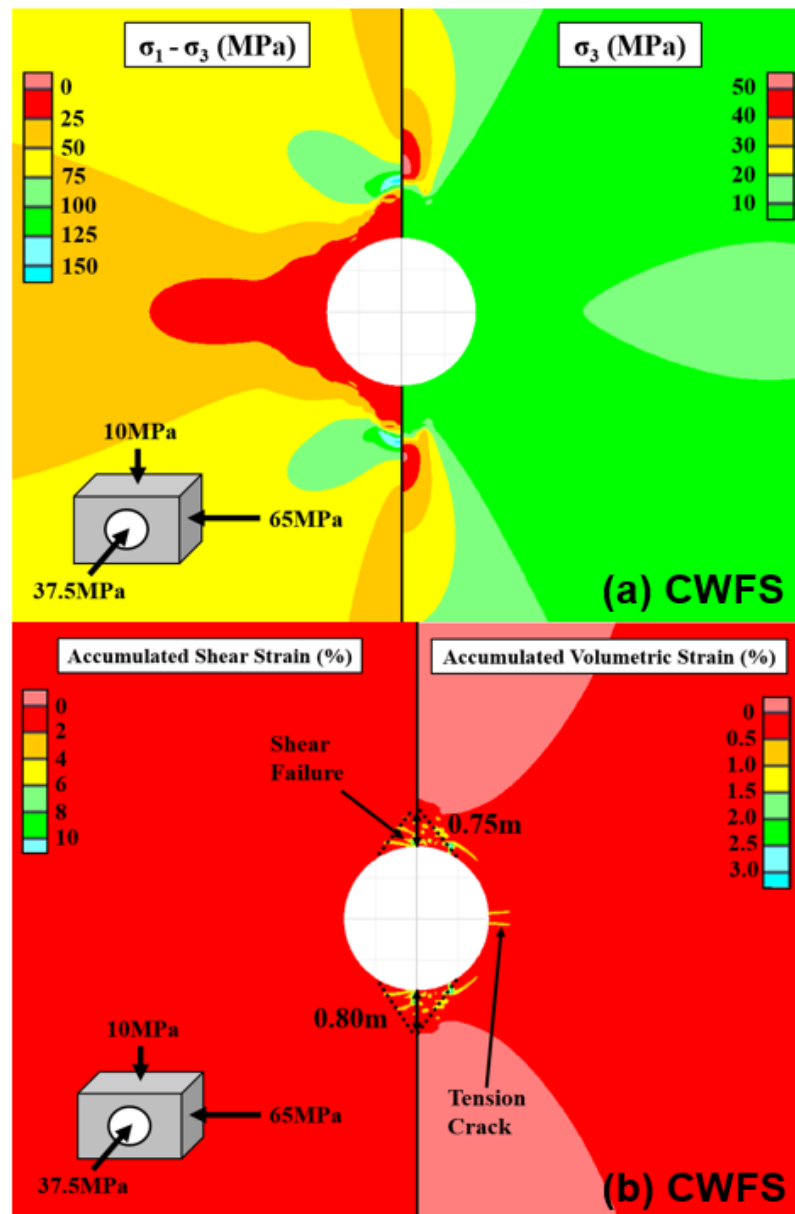 σ₁ - σ₃ (MPa)
σ₃ (MPa)
0
25
50
75
100
125
150
50
40
30
20
10
10MPa
65MPa
37.5MPa
(a) CWFS
Accumulated Shear Strain (%)
Accumulated Volumetric Strain (%)
0
2
4
6
8
10
0
0.5
1.0
1.5
2.0
2.5
3.0
Shear
Failure
0.75m
0.80m
Tension
Crack
10MPa
65MPa
37.5MPa
(b) CWFS